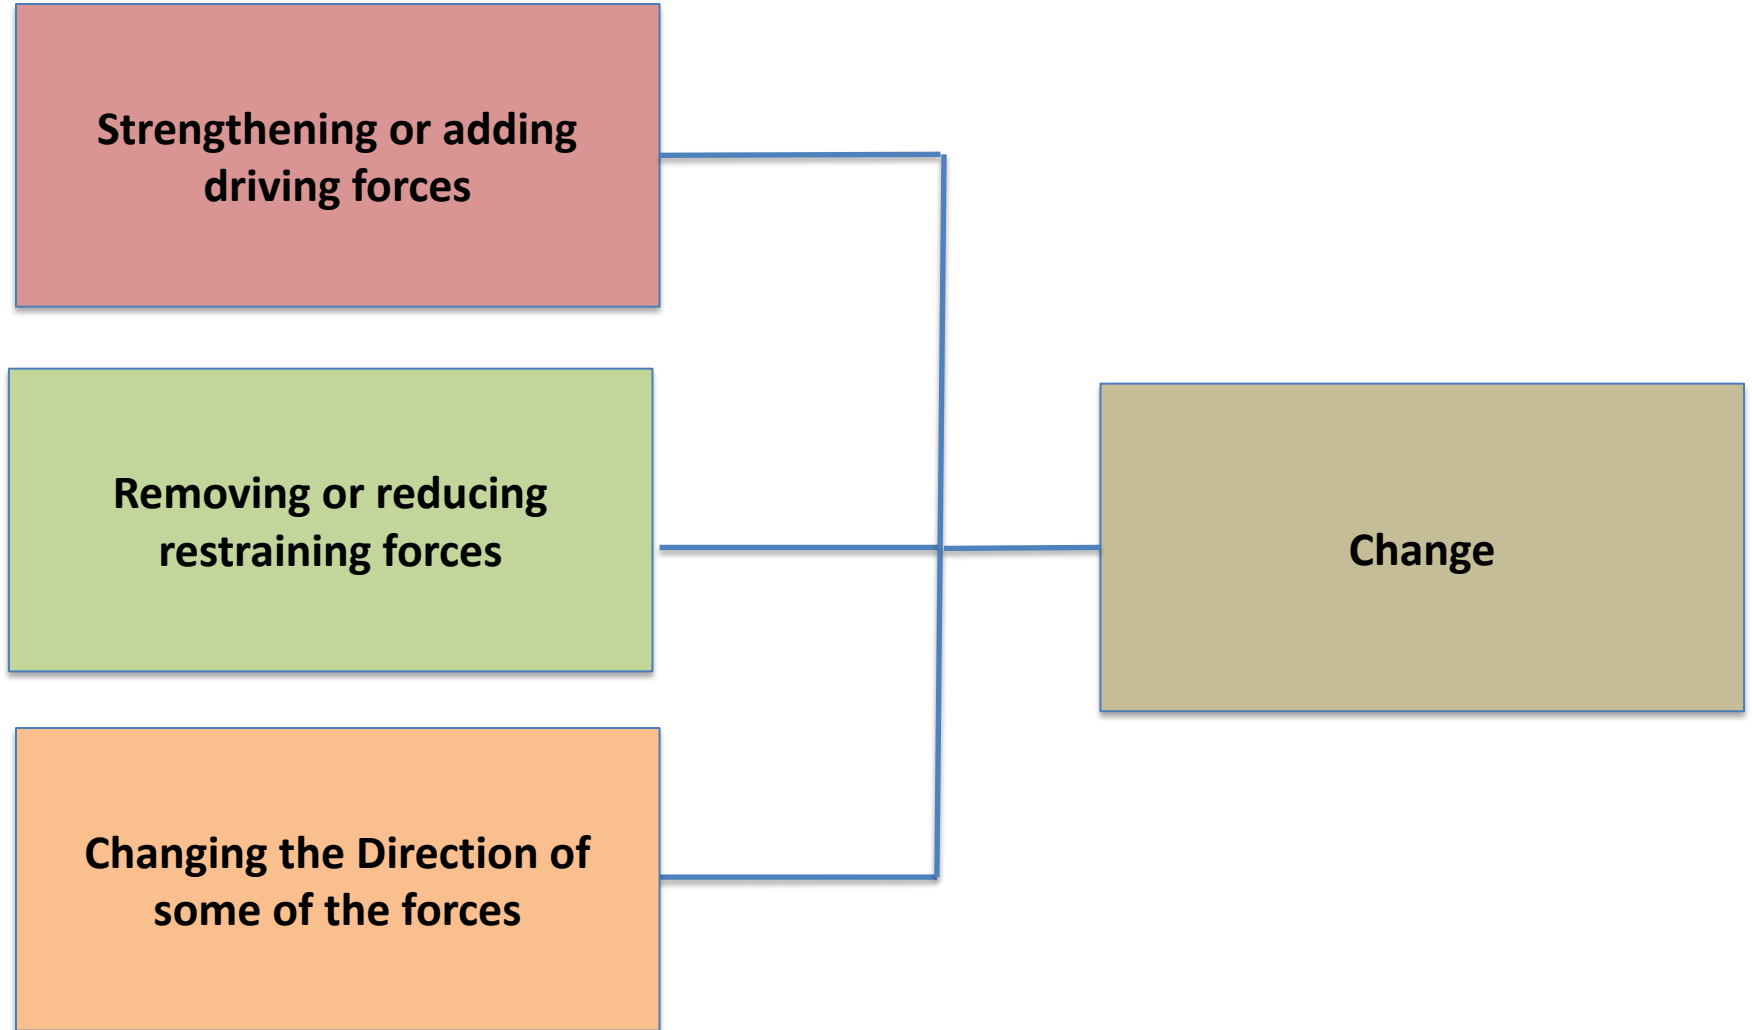 Strengthening or adding
driving forces
Removing or reducing
restraining forces
Change
Changing the Direction of
some of the forces